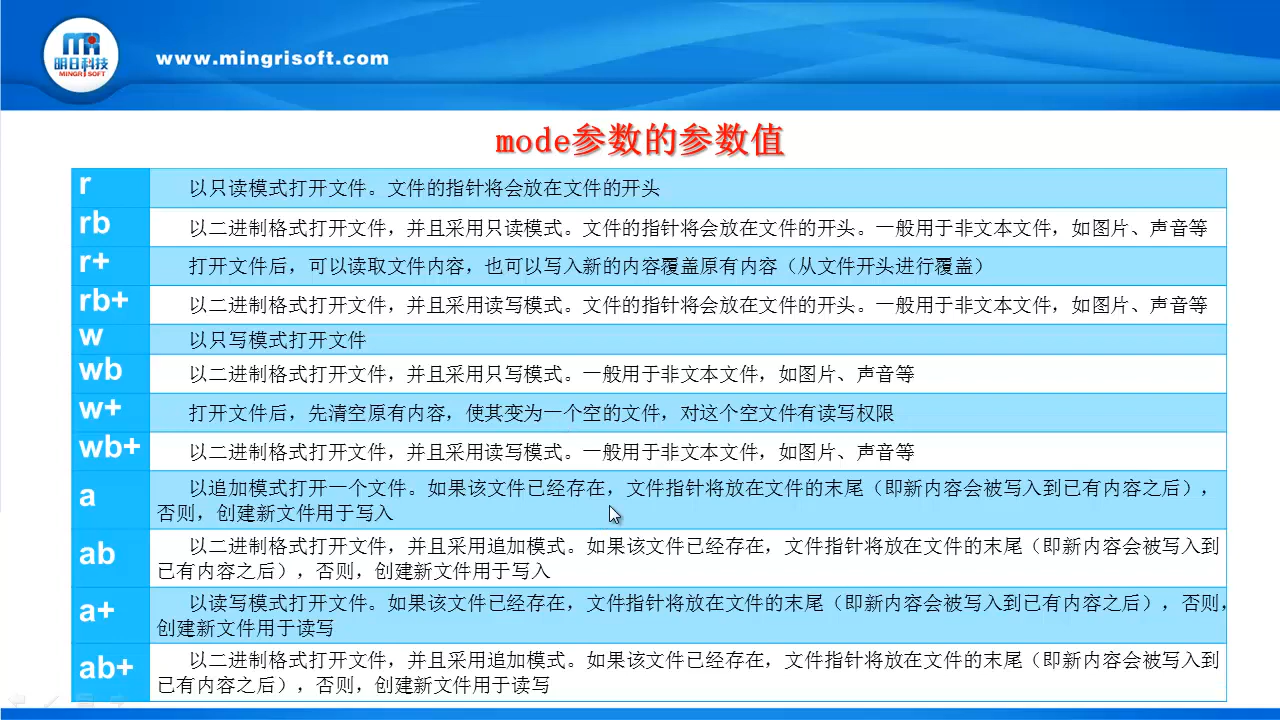 明日科技
MINGRISOFT
www.mingrisoft.com
mode参数的参数值
r 以只读模式打开文件。文件的指针将会放在文件的开头
rb 以二进制格式打开文件，并且采用只读模式。文件的指针将会放在文件的开头。一般用于非文本文件，如图片、声音等
r+ 打开文件后，可以读取文件内容，也可以写入新的内容覆盖原有内容（从文件开头进行覆盖）
rb+ 以二进制格式打开文件，并且采用读写模式。文件的指针将会放在文件的开头。一般用于非文本文件，如图片、声音等
w 以只写模式打开文件
wb 以二进制格式打开文件，并且采用只写模式。一般用于非文本文件，如图片、声音等
w+ 打开文件后，先清空原有内容，使其变为一个空的文件，对这个空文件有读写权限
wb+ 以二进制格式打开文件，并且采用读写模式。一般用于非文本文件，如图片、声音等
a 以追加模式打开一个文件。如果该文件已经存在，文件指针将放在文件的末尾（即新内容会被写入到已有内容之后），
否则，创建新文件用于写入
ab 以二进制格式打开文件，并且采用追加模式。如果该文件已经存在，文件指针将放在文件的末尾（即新内容会被写入到
已有内容之后），否则，创建新文件用于写入
a+ 以读写模式打开文件。如果该文件已经存在，文件指针将放在文件的末尾（即新内容会被写入到已有内容之后），否则，
创建新文件用于读写
ab+ 以二进制格式打开文件，并且采用追加模式。如果该文件已经存在，文件指针将放在文件的末尾（即新内容会被写入到
已有内容之后），否则，创建新文件用于读写